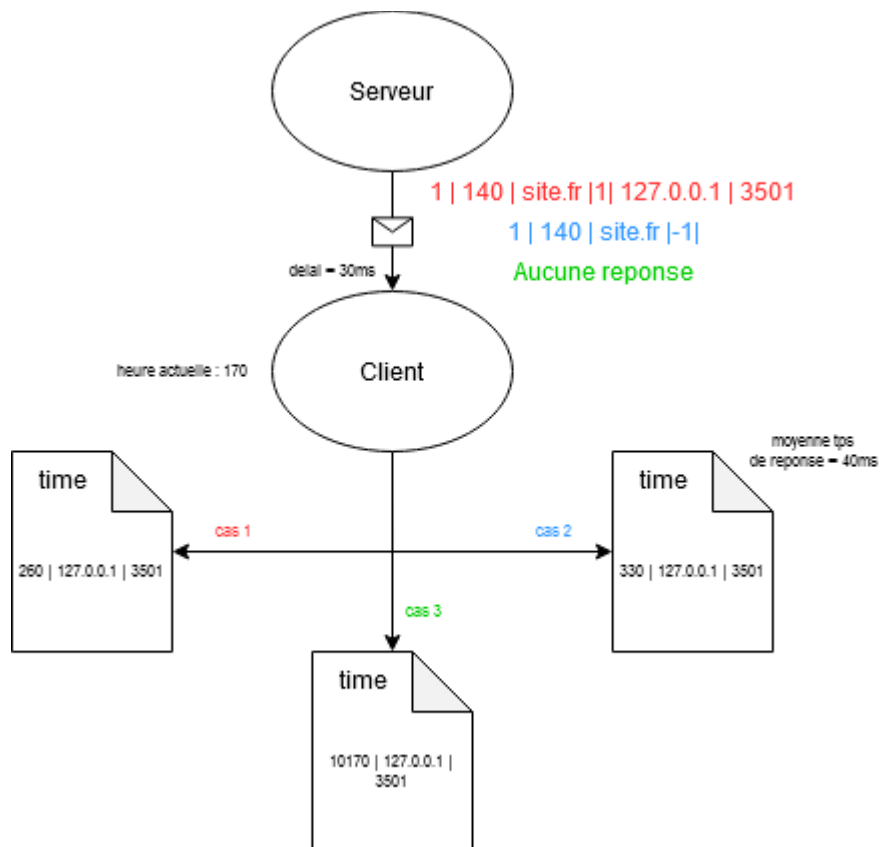 Serveur
1 | 140 | site.fr |1| 127.0.0.1 | 3501
1 | 140 | site.fr |-1|
delai = 30ms
Aucune reponse
heure actuelle : 170
Client
moyenne tps
de reponse = 40ms
time
time
cas 1
cas 2
260 | 127.0.0.1 | 3501
330 | 127.0.0.1 | 3501
cas 3
time
10170 | 127.0.0.1 |
3501